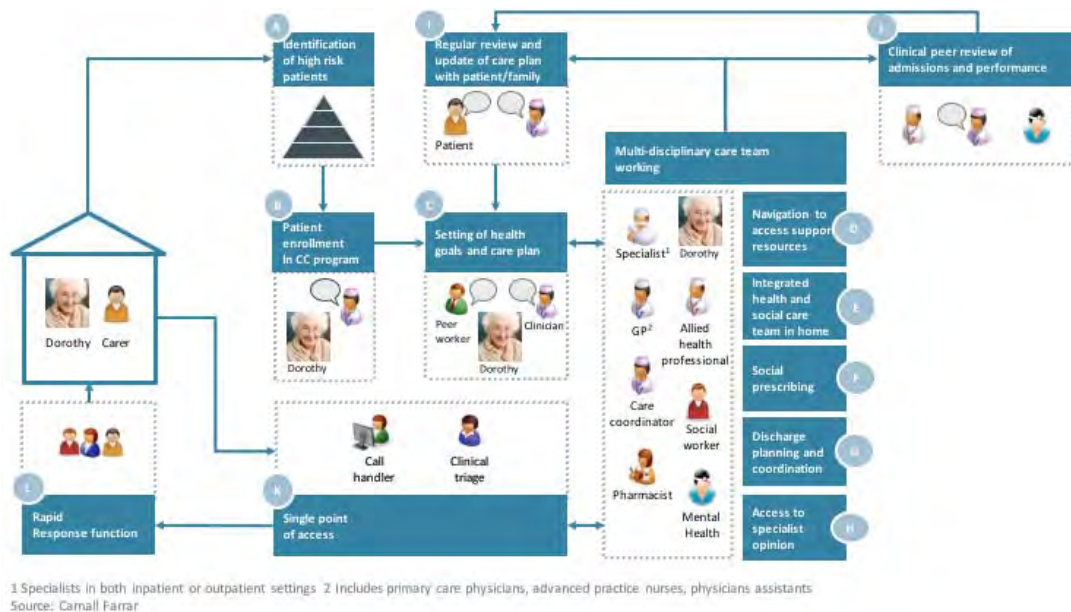 A
Identification
of high risk
patients
I
Regular review and
update of care plan
with patient/family
J
Clinical peer review of
admissions and performance
Patient
Multi-disciplinary care team
working
B
Patient
enrollment
in CC program
C
Setting of health
goals and care plan
Dorothy
Peer
worker
Clinician
Dorothy
Specialist1
Dorothy
GP2
Allied
health
professional
Care
coordinator
Social
worker
Pharmacist
Mental
Health
Navigation to
access support
resources
D
Integrated
health and
social care
team in home
E
Social
prescribing
F
Discharge
planning and
coordination
G
Access to
specialist
opinion
H
Dorothy
Carer
Call
handler
Clinical
triage
L
Rapid
Response function
K
Single point
of access
1 Specialists in both inpatient or outpatient settings 2 Includes primary care physicians, advanced practice nurses, physicians assistants
Source: Carnall Farrar